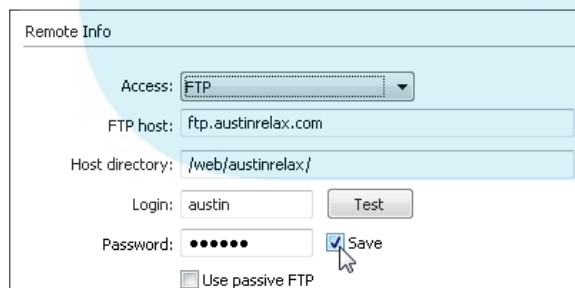 Remote Info
Access: FTP
FTP host: ftp.austinrelax.com
Host directory: /web/austinrelax/
Login: austin Test
Password: ●●●●●● Save
Use passive FTP